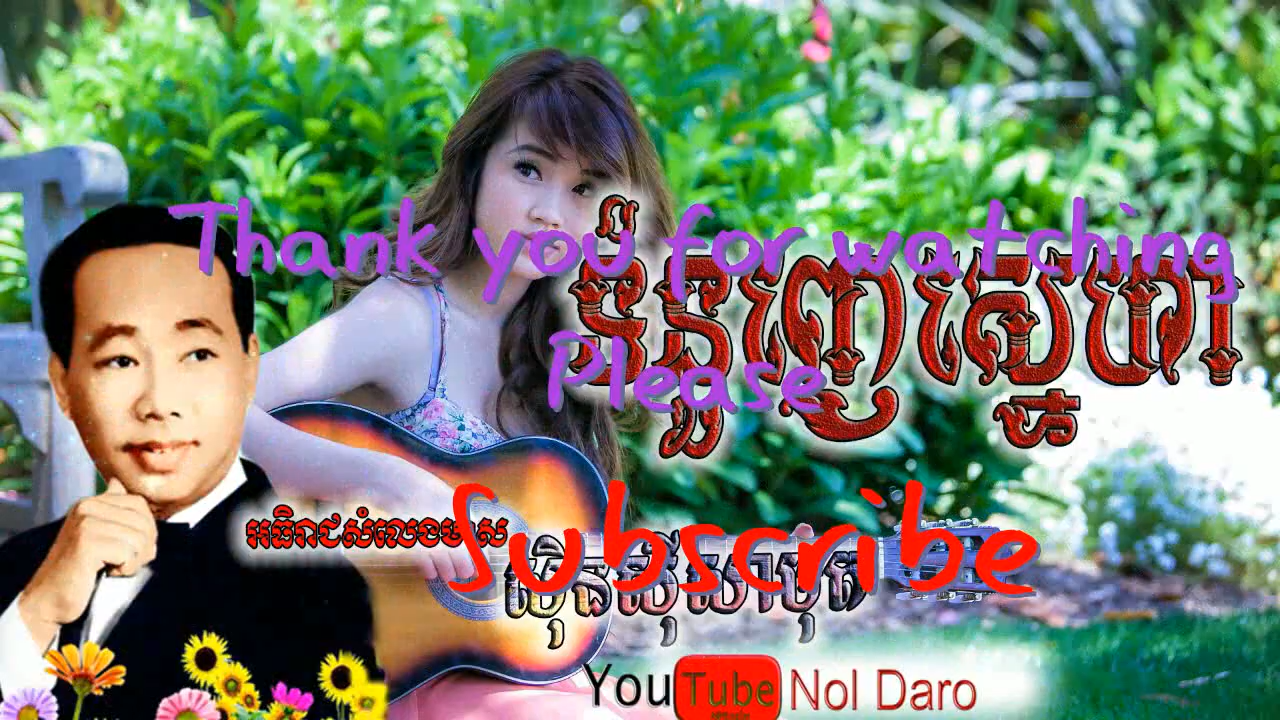 Thank you for watching
Please
Subscribe
អធិរាជសំលេងមាស
ស៊ិនស៊ីសាមុត
YouTube Nol Daro